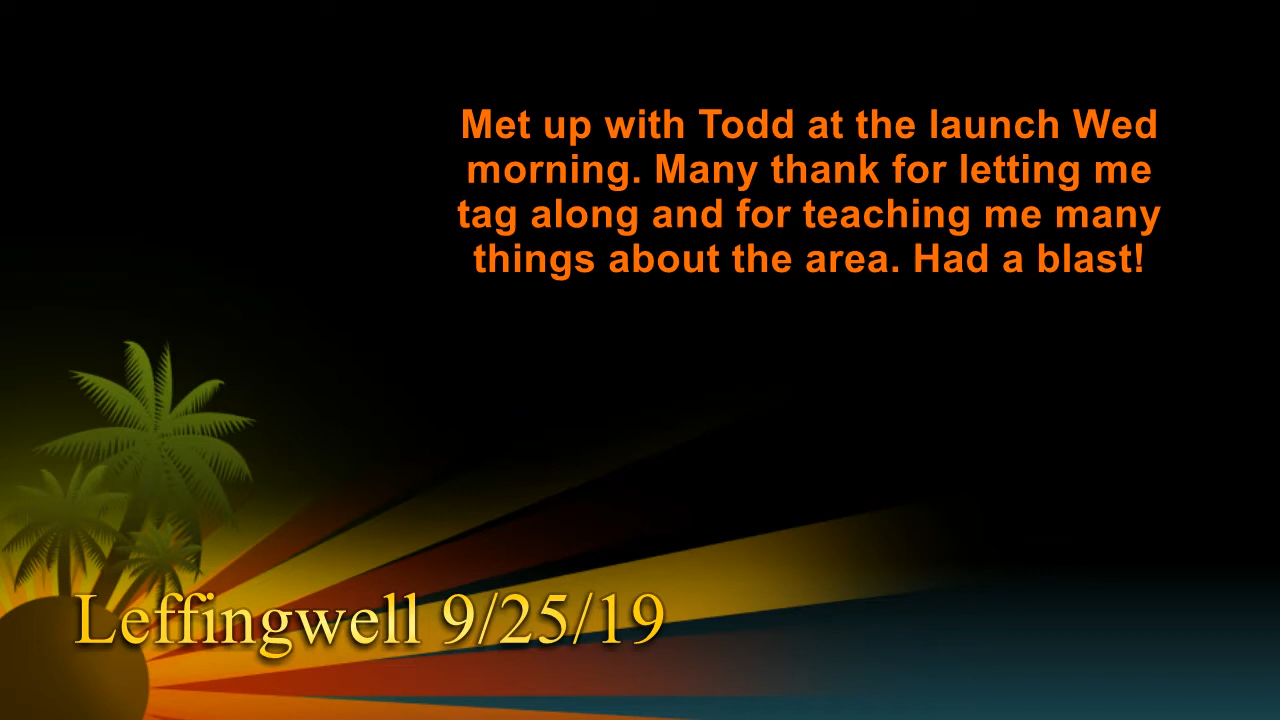 Met up with Todd at the launch Wed
morning. Many thank for letting me
tag along and for teaching me many
things about the area. Had a blast!
Leffingwell 9/25/19